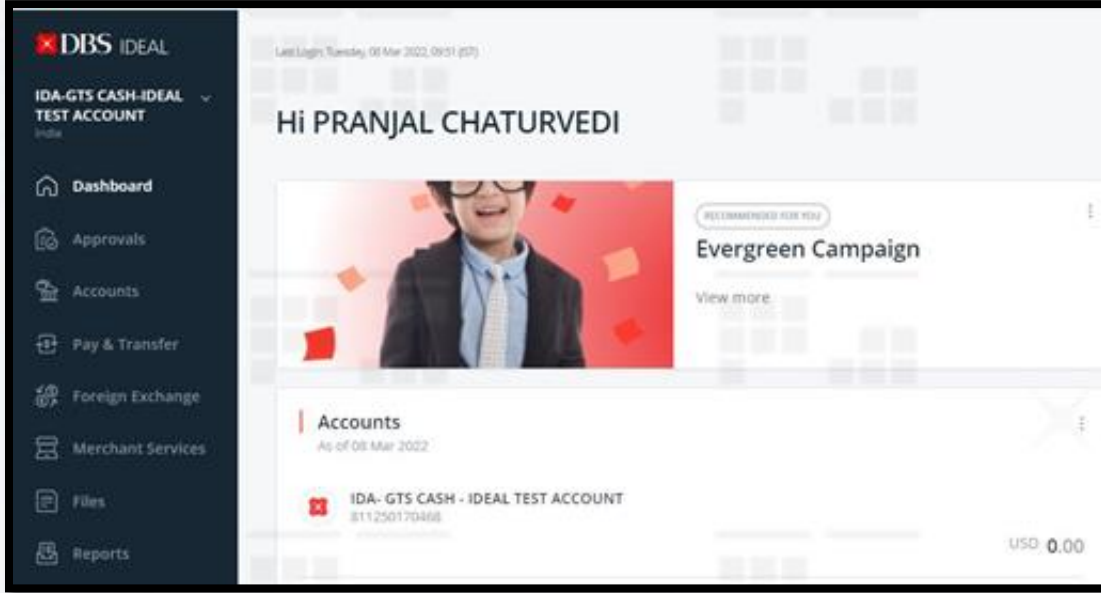 DBS IDEAL
IDA-GTS CASH-IDEAL
TEST ACCOUNT
India
Dashboard
Approvals
Accounts
Pay & Transfer
Foreign Exchange
Merchant Services
Files
Reports
Last Login: Tuesday, 08 Mar 2022, 09:51 (IST)
Hi PRANJAL CHATURVEDI
RECOMMENDED FOR YOU
Evergreen Campaign
View more
Accounts
As of 08 Mar 2022
IDA- GTS CASH - IDEAL TEST ACCOUNT
811250170468
USD 0.00